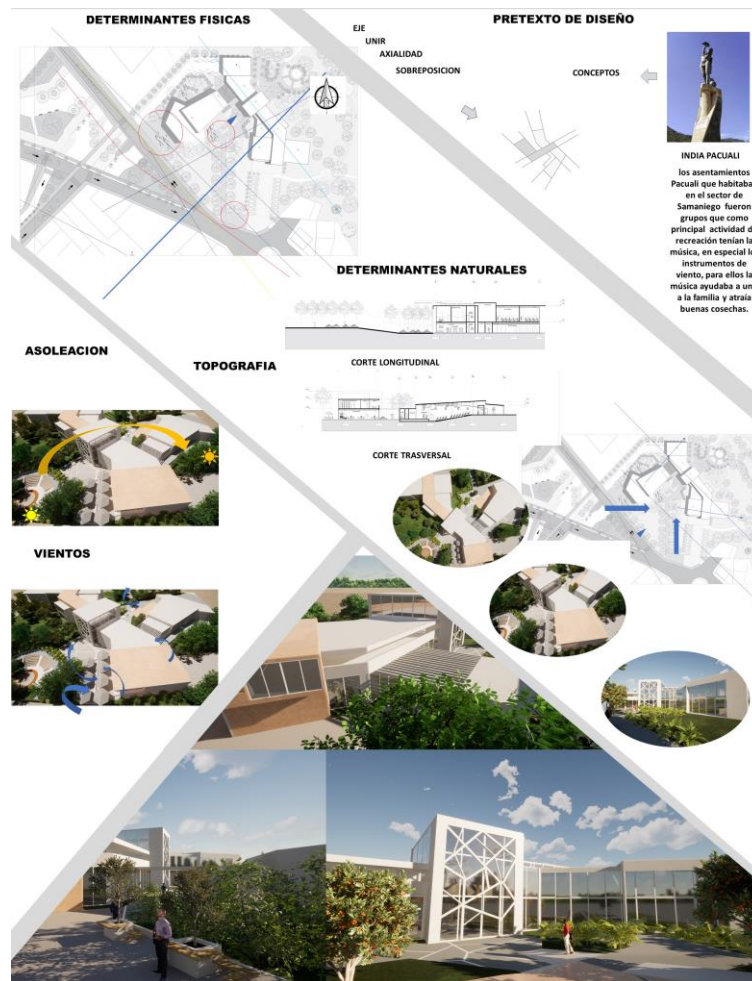 DETERMINANTES FISICAS
PRETEXTO DE DISEÑO
EJE
UNIR
AXIALIDAD
SOBREPOSICION
CONCEPTOS
INDIA PACUALI
los asentamientos
Pacuali que habitaba
en el sector de
Samaniego fueron
grupos que como
principal actividad d
recreación tenían la
música, en especial lo
instrumentos de
viento, para ellos la
música ayudaba a un
a la familia y atraía
buenas cosechas.
DETERMINANTES NATURALES
ASOLEACION
TOPOGRAFIA
CORTE LONGITUDINAL
CORTE TRASVERSAL
VIENTOS